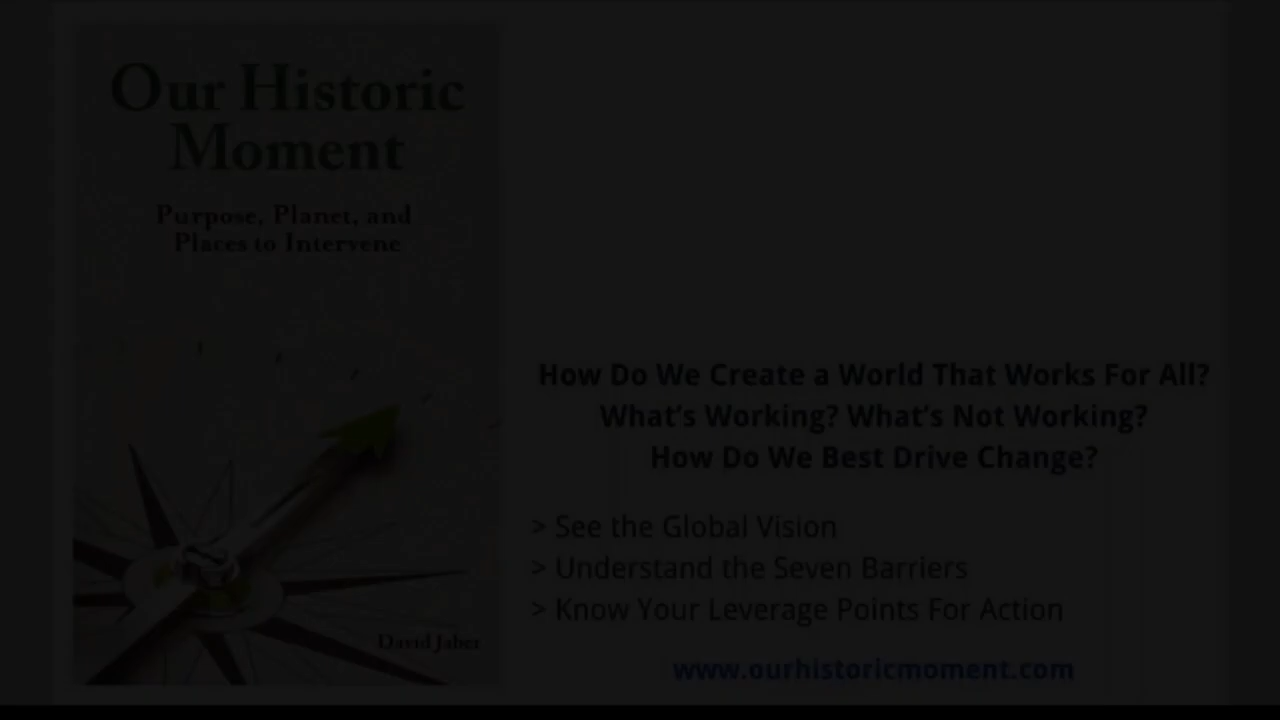 Our Historic
Moment
Purpose, Planet, and
Places to Intervene
David Jaber
How Do We Create a World That Works For All?
What's Working? What's Not Working?
How Do We Best Drive Change?
> See the Global Vision
> Understand the Seven Barriers
> Know Your Leverage Points For Action
www.ourhistoricmoment.com